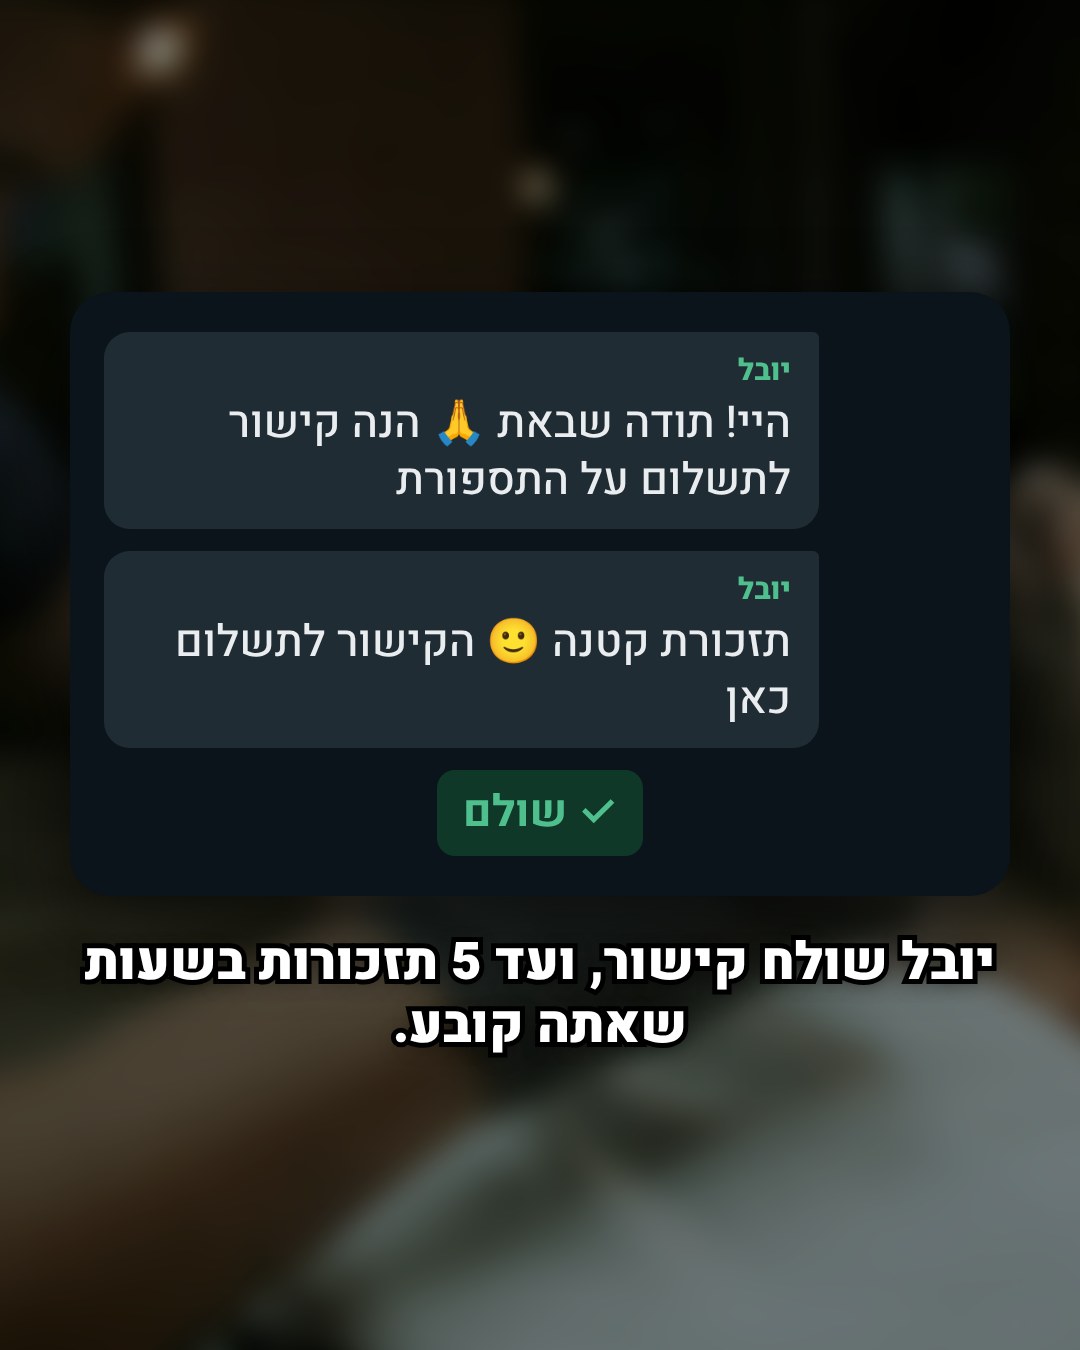 יובל
היי! תודה שבאת 🙏 הנה קישור
לתשלום על התספורת
יובל
תזכורת קטנה 🙂 הקישור לתשלום
כאן
✓ שולם
יובל שולח קישור, ועד 5 תזכורות בשעות
שאתה קובע.